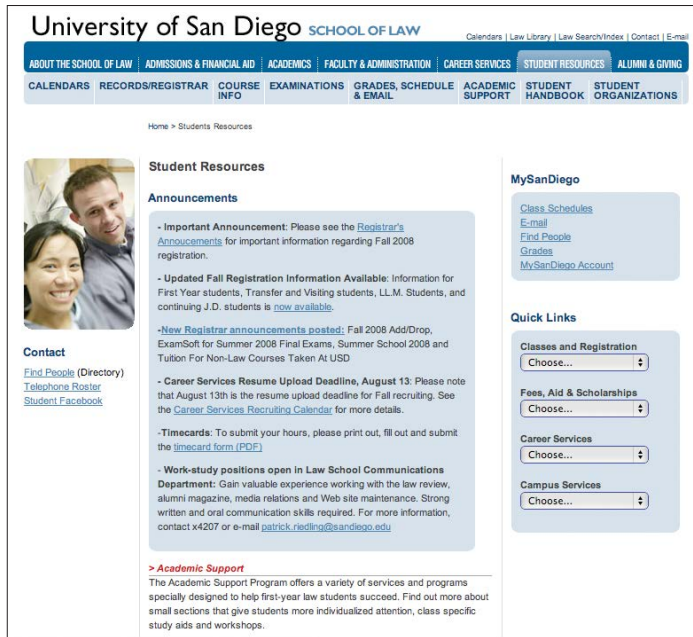 University of San Diego SCHOOL OF LAW
Calendars | Law Library | Law Search/Index | Contact | E-mail
ABOUT THE SCHOOL OF LAW ADMISSIONS & FINANCIAL AID ACADEMICS FACULTY & ADMINISTRATION CAREER SERVICES STUDENT RESOURCES ALUMNI & GIVING
CALENDARS RECORDS/REGISTRAR COURSE INFO EXAMINATIONS GRADES, SCHEDULE & EMAIL ACADEMIC SUPPORT STUDENT HANDBOOK STUDENT ORGANIZATIONS
Home > Students Resources
Contact
Find People (Directory)
Telephone Roster
Student Facebook
Student Resources
Announcements
- Important Announcement: Please see the Registrar's
Annoucements for important information regarding Fall 2008
registration.
- Updated Fall Registration Information Available: Information for
First Year students, Transfer and Visiting students, LL.M. Students, and
continuing J.D. students is now available.
-New Registrar announcements posted: Fall 2008 Add/Drop,
ExamSoft for Summer 2008 Final Exams, Summer School 2008 and
Tuition For Non-Law Courses Taken At USD
- Career Services Resume Upload Deadline, August 13: Please note
that August 13th is the resume upload deadline for Fall recruiting. See
the Career Services Recruiting Calendar for more details.
-Timecards: To submit your hours, please print out, fill out and submit
the timecard form (PDF)
- Work-study positions open in Law School Communications
Department: Gain valuable experience working with the law review,
alumni magazine, media relations and Web site maintenance. Strong
written and oral communication skills required. For more information,
contact x4207 or e-mail patrick.riedling@sandiego.edu
> Academic Support
The Academic Support Program offers a variety of services and programs
specially designed to help first-year law students succeed. Find out more about
small sections that give students more individualized attention, class specific
study aids and workshops.
MySanDiego
Class Schedules
E-mail
Find People
Grades
MySanDiego Account
Quick Links
Classes and Registration
Choose...
Fees, Aid & Scholarships
Choose...
Career Services
Choose...
Campus Services
Choose...